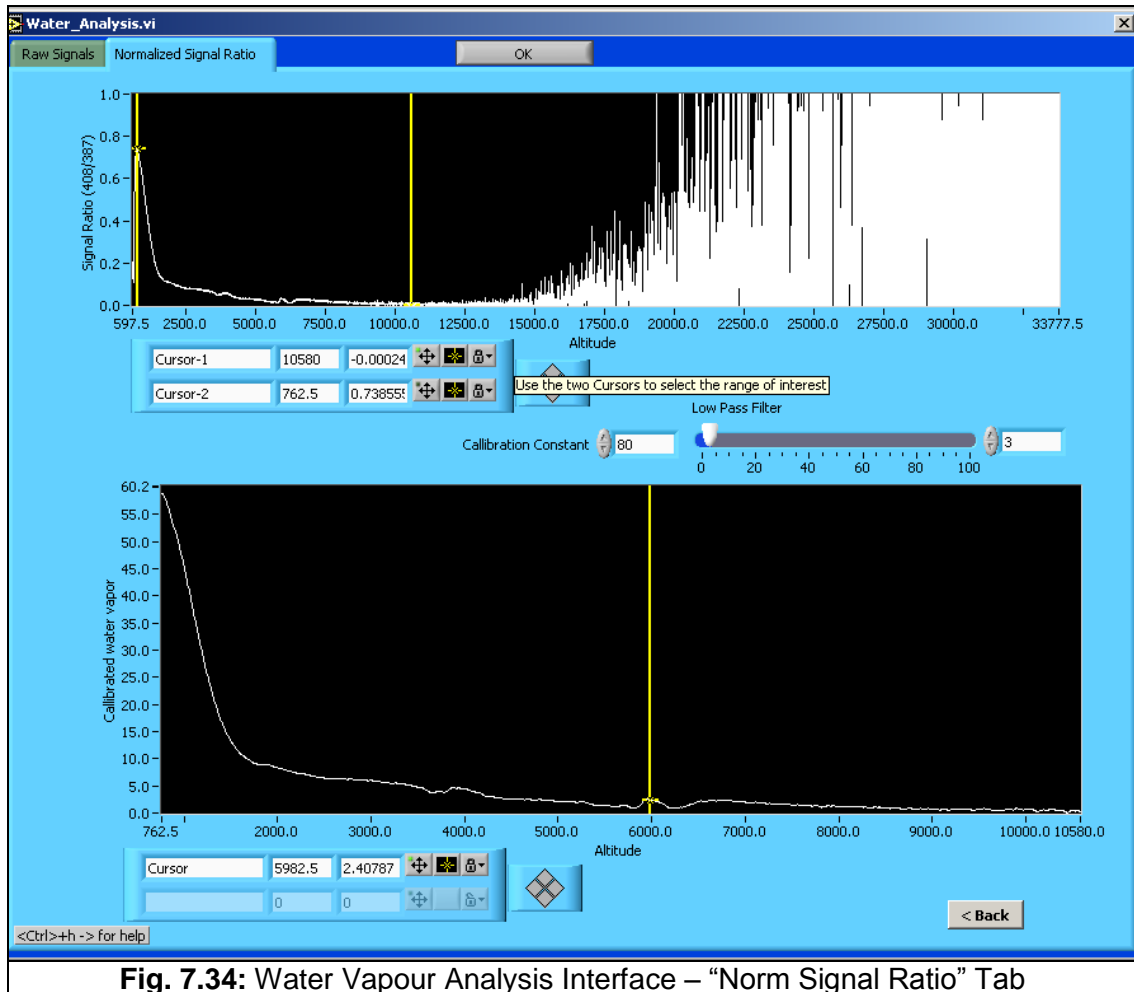 Water_Analysis.vi
Raw Signals Normalized Signal Ratio OK
Signal Ratio (408/387)
1.0
0.8
0.6
0.4
0.2
0.0
597.5 2500.0 5000.0 7500.0 10000.0 12500.0 15000.0 17500.0 20000.0 22500.0 25000.0 27500.0 30000.0 33777.5
Altitude
Cursor-1 10580 -0.00024
Cursor-2 762.5 0.738555
Use the two Cursors to select the range of interest
Low Pass Filter
Callibration Constant 80 3
0 20 40 60 80 100
Callibrated water vapor
60.2
55.0
50.0
45.0
40.0
35.0
30.0
25.0
20.0
15.0
10.0
5.0
0.0
762.5 2000.0 3000.0 4000.0 5000.0 6000.0 7000.0 8000.0 9000.0 10000.0 10580.0
Altitude
Cursor 5982.5 2.40787
0 0
< Back
<Ctrl>+h -> for help
Fig. 7.34: Water Vapour Analysis Interface – “Norm Signal Ratio” Tab